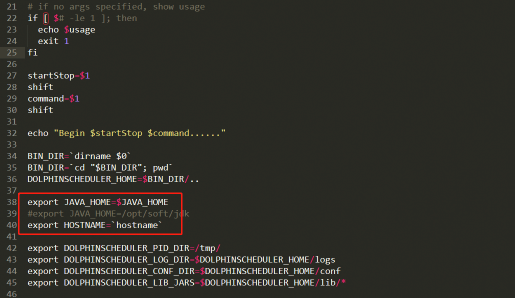 21 # if no args specified, show usage
22 if [ $# -le 1 ]; then
23 echo $usage
24 exit 1
25 fi
26
27 startStop=$1
28 shift
29 command=$1
30 shift
31
32 echo "Begin $startStop $command......"
33
34 BIN_DIR=`dirname $0`
35 BIN_DIR=`cd "$BIN_DIR"; pwd`
36 DOLPHINSCHEDULER_HOME=$BIN_DIR/..
37
38 export JAVA_HOME=$JAVA_HOME
39 #export JAVA_HOME=/opt/soft/jdk
40 export HOSTNAME=`hostname`
41
42 export DOLPHINSCHEDULER_PID_DIR=/tmp/
43 export DOLPHINSCHEDULER_LOG_DIR=$DOLPHINSCHEDULER_HOME/logs
44 export DOLPHINSCHEDULER_CONF_DIR=$DOLPHINSCHEDULER_HOME/conf
45 export DOLPHINSCHEDULER_LIB_JARS=$DOLPHINSCHEDULER_HOME/lib/*
46